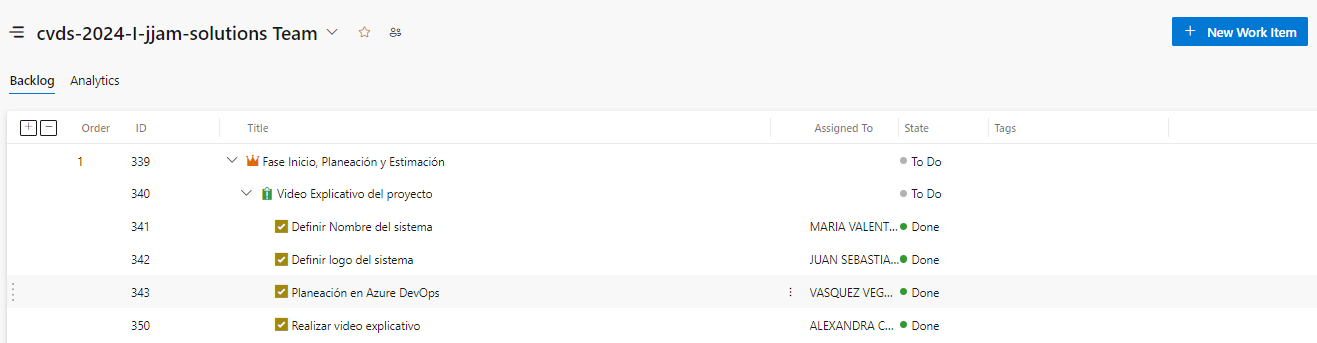 cvds-2024-I-jjam-solutions Team
New Work Item
Backlog Analytics
Order ID Title Assigned To State Tags
1 339 Fase Inicio, Planeación y Estimación To Do
340 Video Explicativo del proyecto To Do
341 Definir Nombre del sistema MARIA VALENT... Done
342 Definir logo del sistema JUAN SEBASTIA... Done
343 Planeación en Azure DevOps VASQUEZ VEG... Done
350 Realizar video explicativo ALEXANDRA C... Done